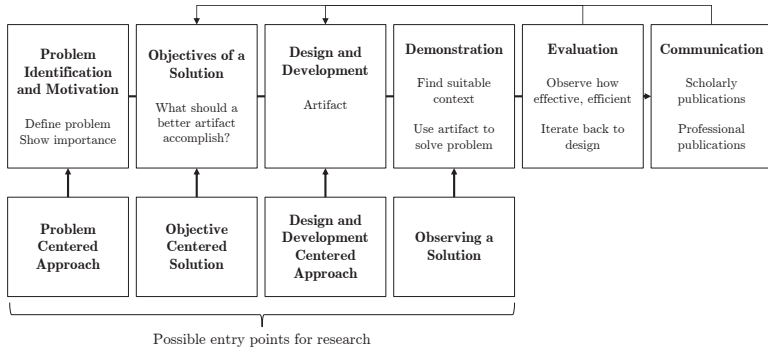 Problem
Identification
and Motivation
Define problem
Show importance
Objectives of a
Solution
What should a
better artifact
accomplish?
Design and
Development
Artifact
Demonstration
Find suitable
context
Use artifact to
solve problem
Evaluation
Observe how
effective, efficient
Iterate back to
design
Communication
Scholarly
publications
Professional
publications
Problem
Centered
Approach
Objective
Centered
Solution
Design and
Development
Centered
Approach
Observing a
Solution
Possible entry points for research